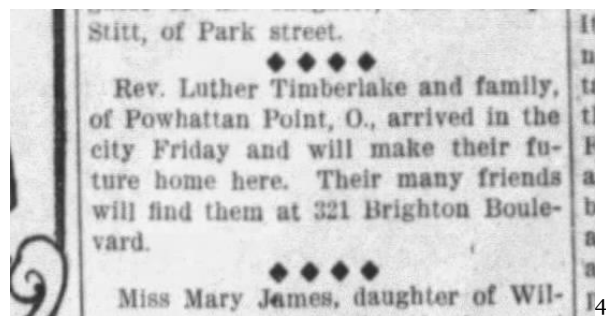 Stitt, of Park street.
Rev. Luther Timberlake and family,
of Powhattan Point, O., arrived in the
city Friday and will make their fu-
ture home here. Their many friends
will find them at 321 Brighton Boule-
vard.
Miss Mary James, daughter of Wil-
4